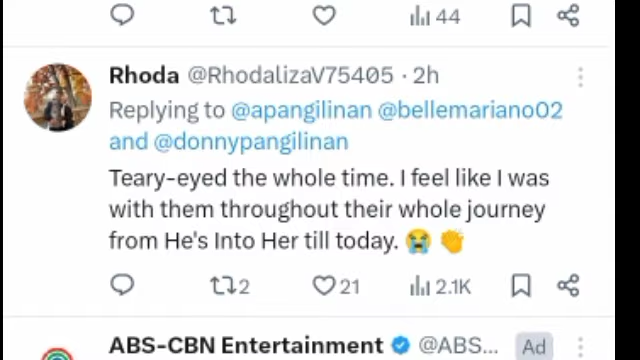 44
Rhoda @RhodalizaV75405 · 2h
Replying to @apangilinan @bellemariano02
and @donnypangilinan
Teary-eyed the whole time. I feel like I was
with them throughout their whole journey
from He's Into Her till today. 😭 👏
2 21 2.1K
ABS-CBN Entertainment @ABS... Ad